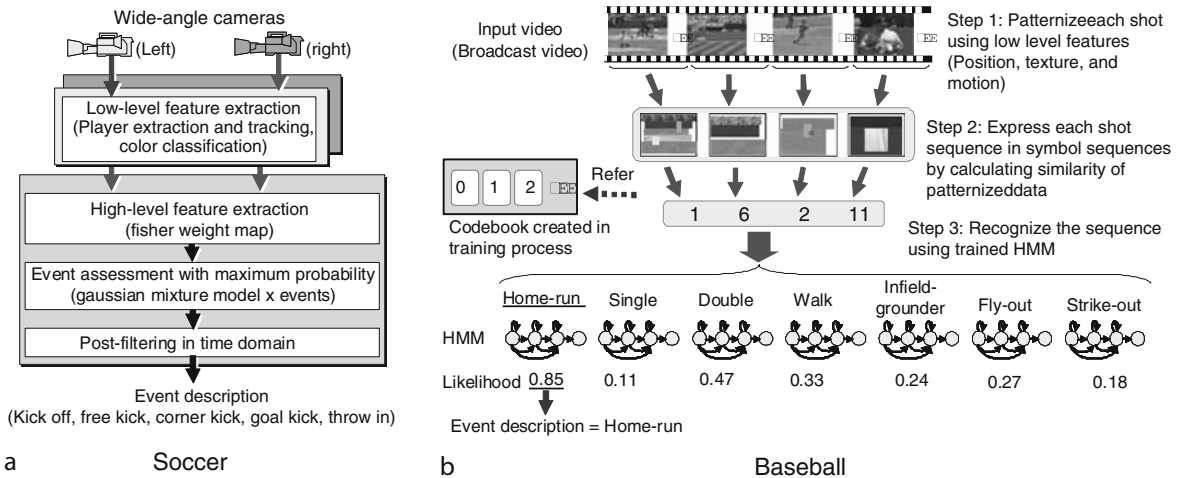 Wide-angle cameras
(Left)
(right)
Low-level feature extraction
(Player extraction and tracking,
color classification)
High-level feature extraction
(fisher weight map)
Event assessment with maximum probability
(gaussian mixture model x events)
Post-filtering in time domain
Event description
(Kick off, free kick, corner kick, goal kick, throw in)
a
Soccer
Input video
(Broadcast video)
Step 1: Patternizeeach shot
using low level features
(Position, texture, and
motion)
Step 2: Express each shot
sequence in symbol sequences
by calculating similarity of
patternizeddata
0 1 2
Refer
Codebook created in
training process
1 6 2 11
Step 3: Recognize the sequence
using trained HMM
Home-run Single Double Walk Infield-
grounder Fly-out Strike-out
HMM
Likelihood 0.85 0.11 0.47 0.33 0.24 0.27 0.18
Event description = Home-run
b
Baseball